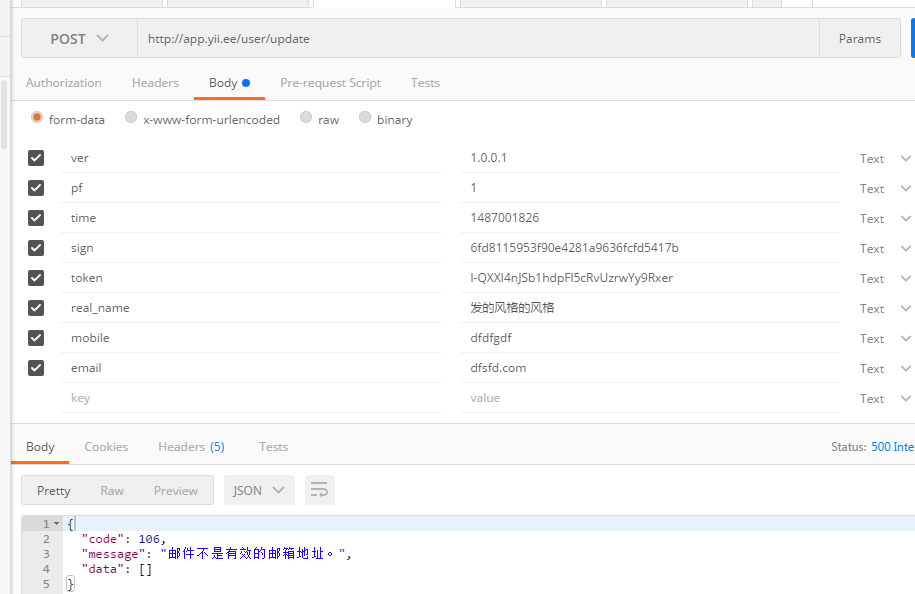 POST http://app.yii.ee/user/update Params
Authorization Headers Body Pre-request Script Tests
form-data x-www-form-urlencoded raw binary
ver 1.0.0.1 Text
pf 1 Text
time 1487001826 Text
sign 6fd8115953f90e4281a9636fcfd5417b Text
token l-QXXl4nJSb1hdpFl5cRvUzrwYy9Rxer Text
real_name 发的风格的风格 Text
mobile dfdfgdf Text
email dfsfd.com Text
key value Text
Body Cookies Headers (5) Tests Status: 500 Inte
Pretty Raw Preview JSON
1 {
2 "code": 106,
3 "message": "邮件不是有效的邮箱地址。",
4 "data": []
5 }